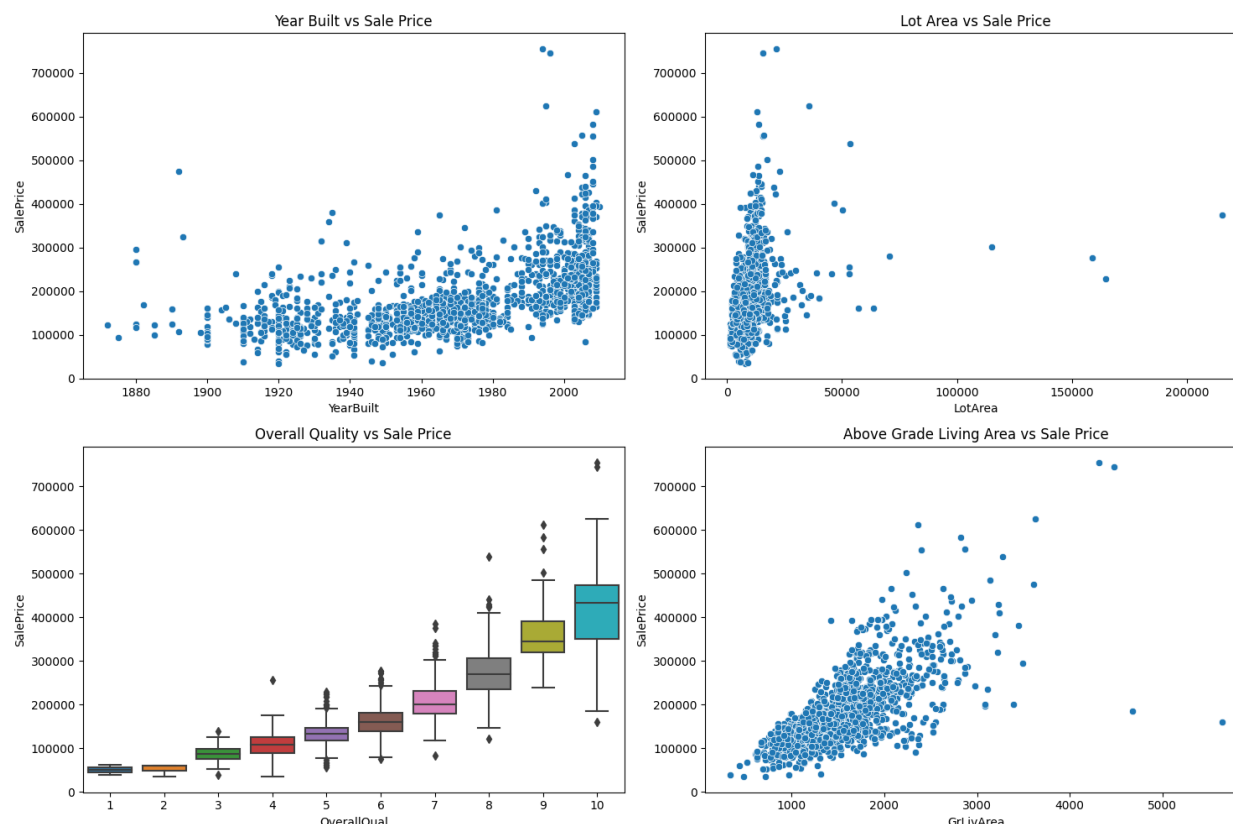 Year Built vs Sale Price
700000
600000
500000
400000
300000
200000
100000
0
SalePrice
1880 1900 1920 1940 1960 1980 2000
YearBuilt
Lot Area vs Sale Price
700000
600000
500000
400000
300000
200000
100000
0
SalePrice
0 50000 100000 150000 200000
LotArea
Overall Quality vs Sale Price
700000
600000
500000
400000
300000
200000
100000
0
SalePrice
1 2 3 4 5 6 7 8 9 10
OverallQual
Above Grade Living Area vs Sale Price
700000
600000
500000
400000
300000
200000
100000
0
SalePrice
1000 2000 3000 4000 5000
GrLivArea